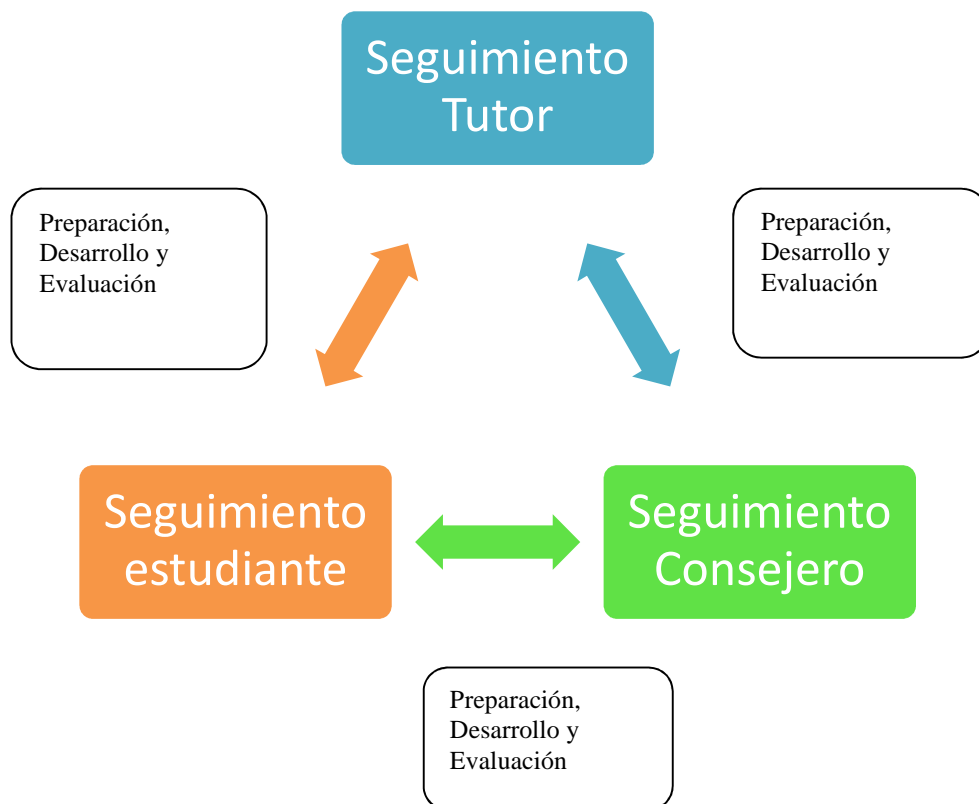 Seguimiento
Tutor
Preparación,
Desarrollo y
Evaluación
Preparación,
Desarrollo y
Evaluación
Seguimiento
estudiante
Seguimiento
Consejero
Preparación,
Desarrollo y
Evaluación